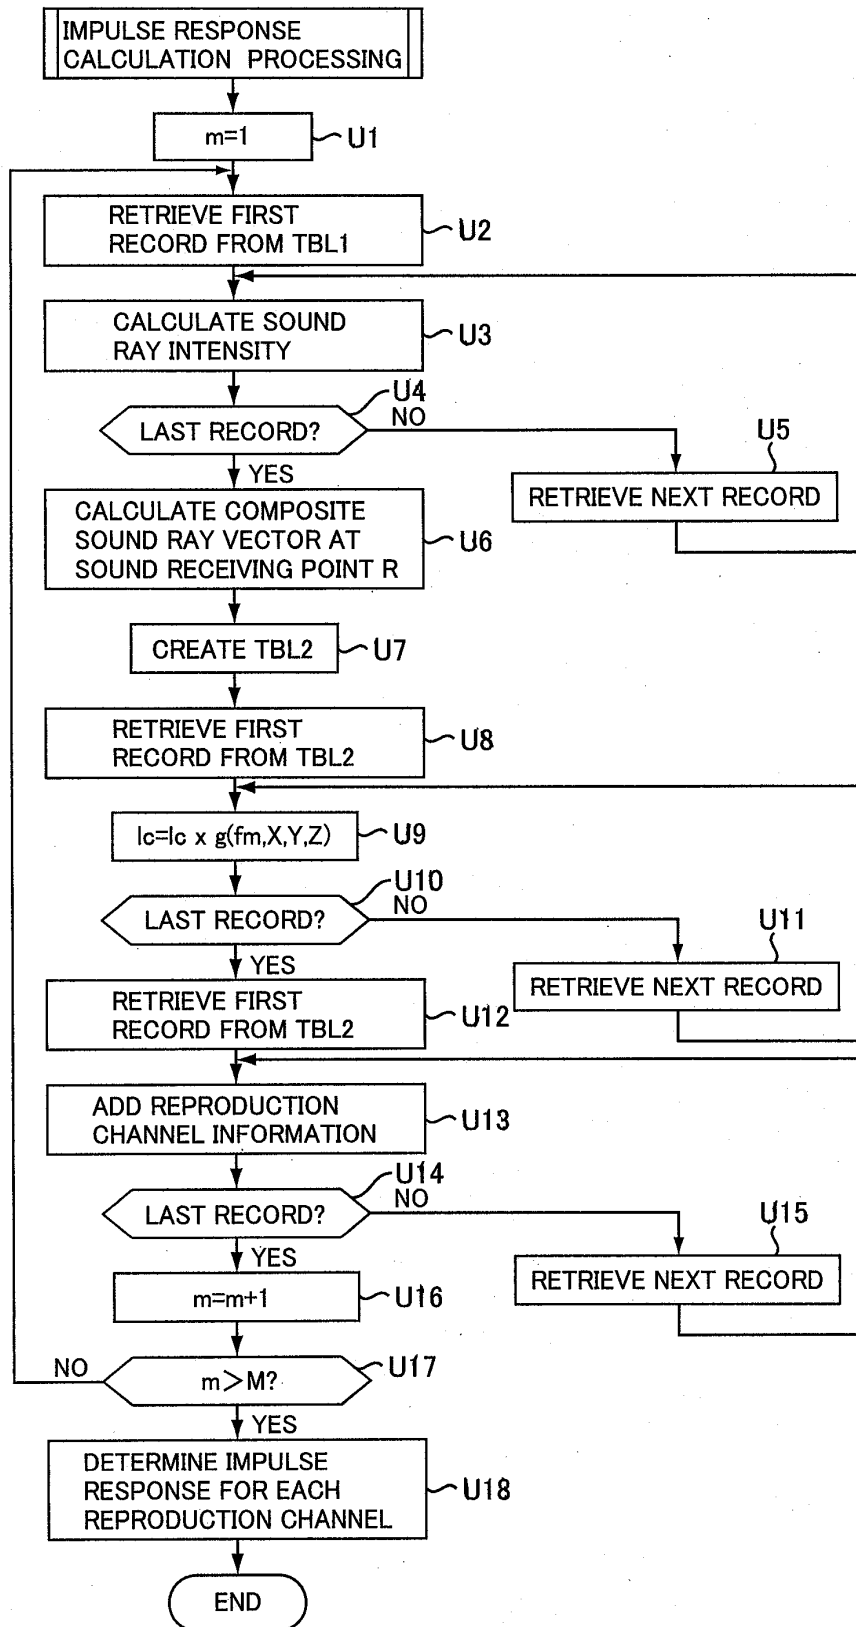 IMPULSE RESPONSE
CALCULATION PROCESSING
m=1
U1
RETRIEVE FIRST
RECORD FROM TBL1
U2
CALCULATE SOUND
RAY INTENSITY
U3
U4
LAST RECORD?
NO
U5
RETRIEVE NEXT RECORD
YES
CALCULATE COMPOSITE
SOUND RAY VECTOR AT
SOUND RECEIVING POINT R
U6
CREATE TBL2
U7
RETRIEVE FIRST
RECORD FROM TBL2
U8
Ic=Ic x g(fm,X,Y,Z)
U9
U10
LAST RECORD?
NO
U11
RETRIEVE NEXT RECORD
YES
RETRIEVE FIRST
RECORD FROM TBL2
U12
ADD REPRODUCTION
CHANNEL INFORMATION
U13
U14
LAST RECORD?
NO
U15
RETRIEVE NEXT RECORD
YES
m=m+1
U16
NO
m>M?
U17
YES
DETERMINE IMPULSE
RESPONSE FOR EACH
REPRODUCTION CHANNEL
U18
END